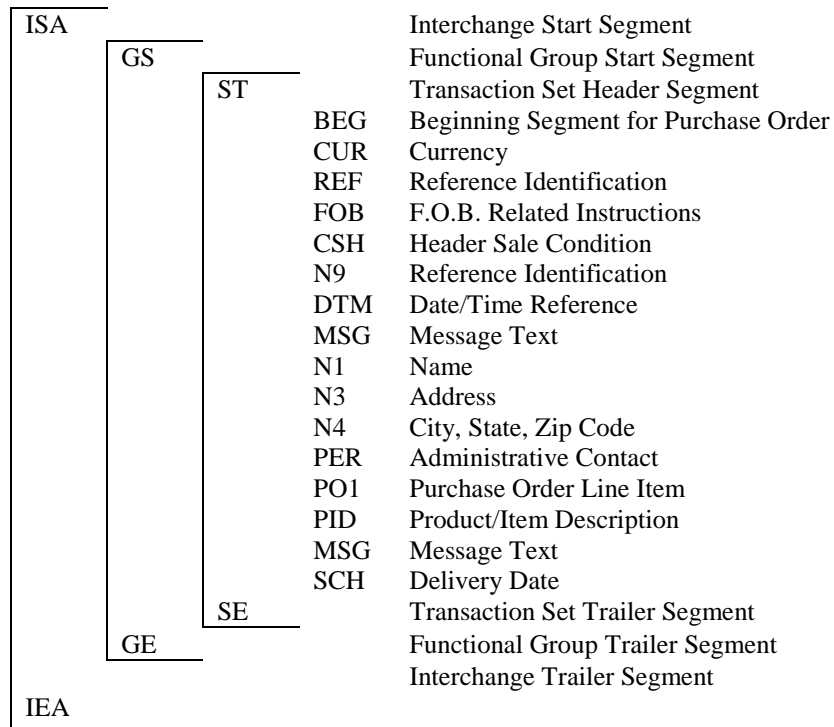 ISA Interchange Start Segment
GS Functional Group Start Segment
ST Transaction Set Header Segment
BEG Beginning Segment for Purchase Order
CUR Currency
REF Reference Identification
FOB F.O.B. Related Instructions
CSH Header Sale Condition
N9 Reference Identification
DTM Date/Time Reference
MSG Message Text
N1 Name
N3 Address
N4 City, State, Zip Code
PER Administrative Contact
PO1 Purchase Order Line Item
PID Product/Item Description
MSG Message Text
SCH Delivery Date
SE Transaction Set Trailer Segment
GE Functional Group Trailer Segment
Interchange Trailer Segment
IEA